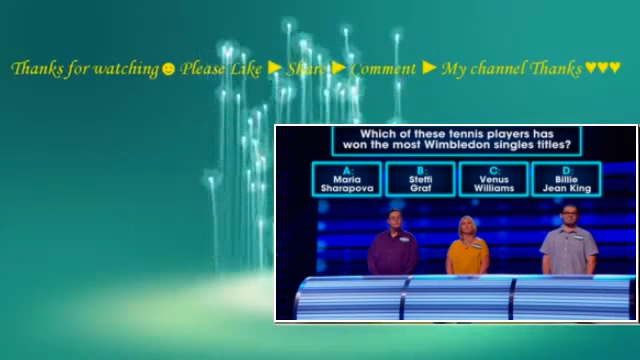 Thanks for watching☻ Please Like ► Share ► Comment ► My channel Thanks ♥♥♥
Which of these tennis players has
won the most Wimbledon singles titles?
A:
Maria
Sharapova
B:
Steffi
Graf
C:
Venus
Williams
D:
Billie
Jean King